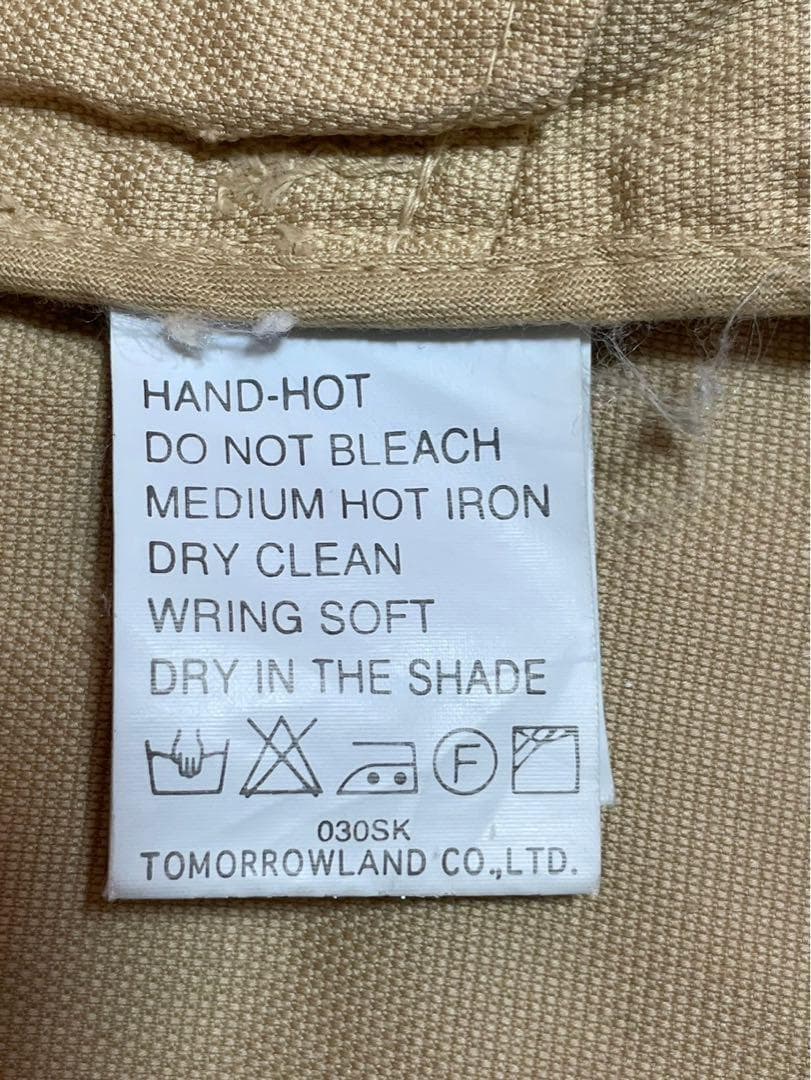 HAND-HOT
DO NOT BLEACH
MEDIUM HOT IRON
DRY CLEAN
WRING SOFT
DRY IN THE SHADE
F
030SK
TOMORROWLAND CO.,LTD.